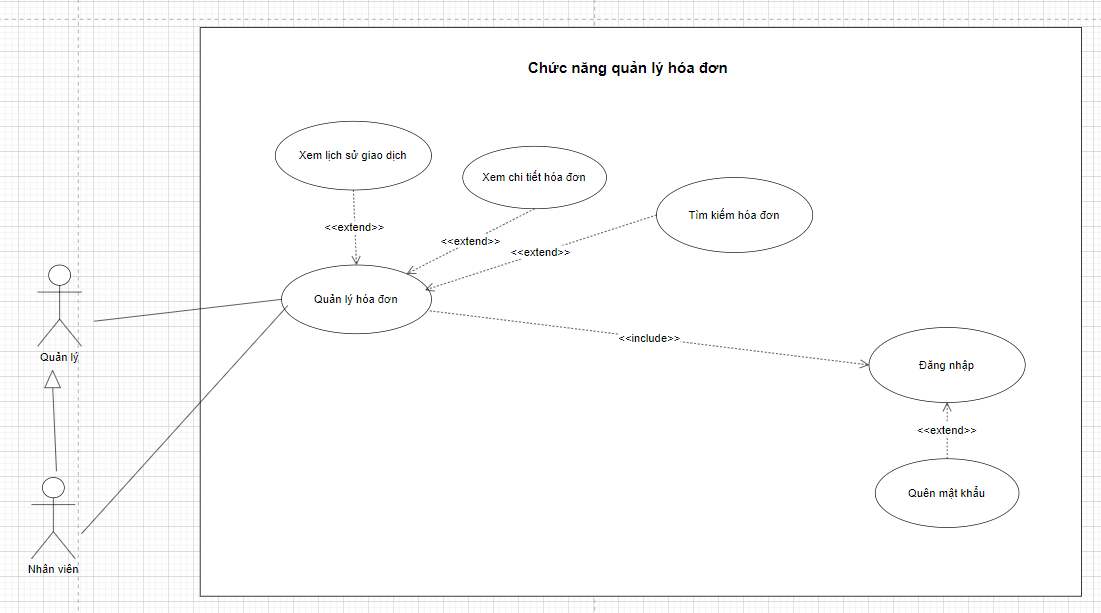 Chức năng quản lý hóa đơn
Xem lịch sử giao dịch
Xem chi tiết hóa đơn
Tìm kiếm hóa đơn
<<extend>>
<<extend>>
<<extend>>
Quản lý hóa đơn
<<include>>
Quản lý
Đăng nhập
<<extend>>
Quên mật khẩu
Nhân viên